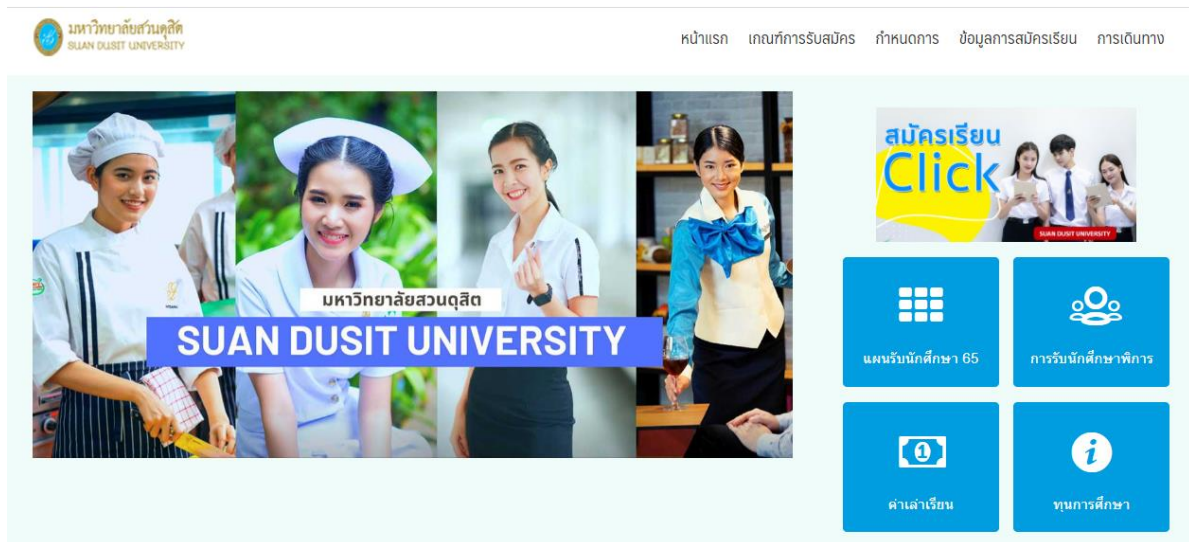 มหาวิทยาลัยสวนดุสิต
SUAN DUSIT UNIVERSITY
หน้าแรก เกณฑ์การรับสมัคร กำหนดการ ข้อมูลการสมัครเรียน การเดินทาง
มหาวิทยาลัยสวนดุสิต
SUAN DUSIT UNIVERSITY
สมัครเรียน
Click
SUAN DUSIT UNIVERSITY
แผนรับนักศึกษา 65
การรับนักศึกษาพิการ
ค่าเล่าเรียน
ทุนการศึกษา